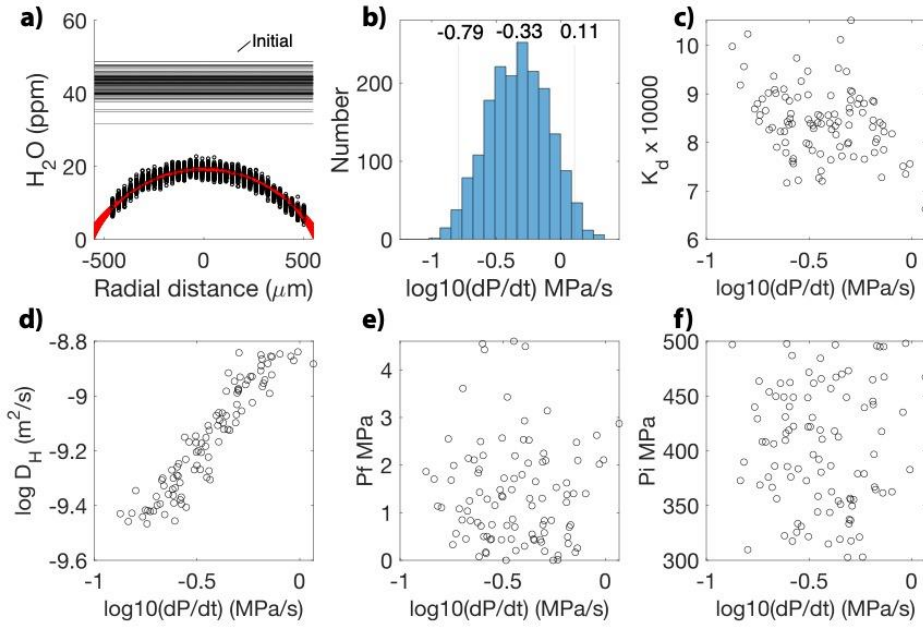 a)
60
40
20
0
H2O (ppm)
Initial
-500
0
500
Radial distance (μm)
b)
-0.79
-0.33
0.11
200
100
0
Number
-1
-0.5
0
log10(dP/dt) MPa/s
c)
10
9
8
7
6
Kd x 10000
-1
-0.5
0
log10(dP/dt) (MPa/s)
d)
-8.8
-9
-9.2
-9.4
-9.6
log DH (m2/s)
-1
-0.5
0
log10(dP/dt) (MPa/s)
e)
4
3
2
1
0
Pf MPa
-1
-0.5
0
log10(dP/dt) (MPa/s)
f)
500
450
400
350
300
Pi MPa
-1
-0.5
0
log10(dP/dt) (MPa/s)